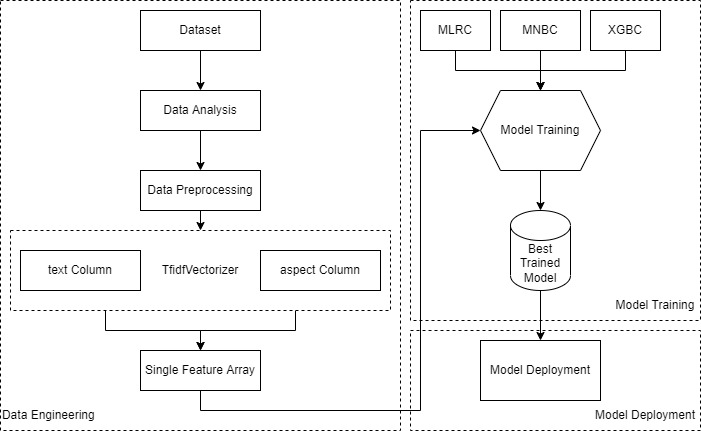 Dataset
Data Analysis
Data Preprocessing
text Column
TfidfVectorizer
aspect Column
Single Feature Array
Data Engineering
MLRC
MNBC
XGBC
Model Training
Best
Trained
Model
Model Training
Model Deployment
Model Deployment